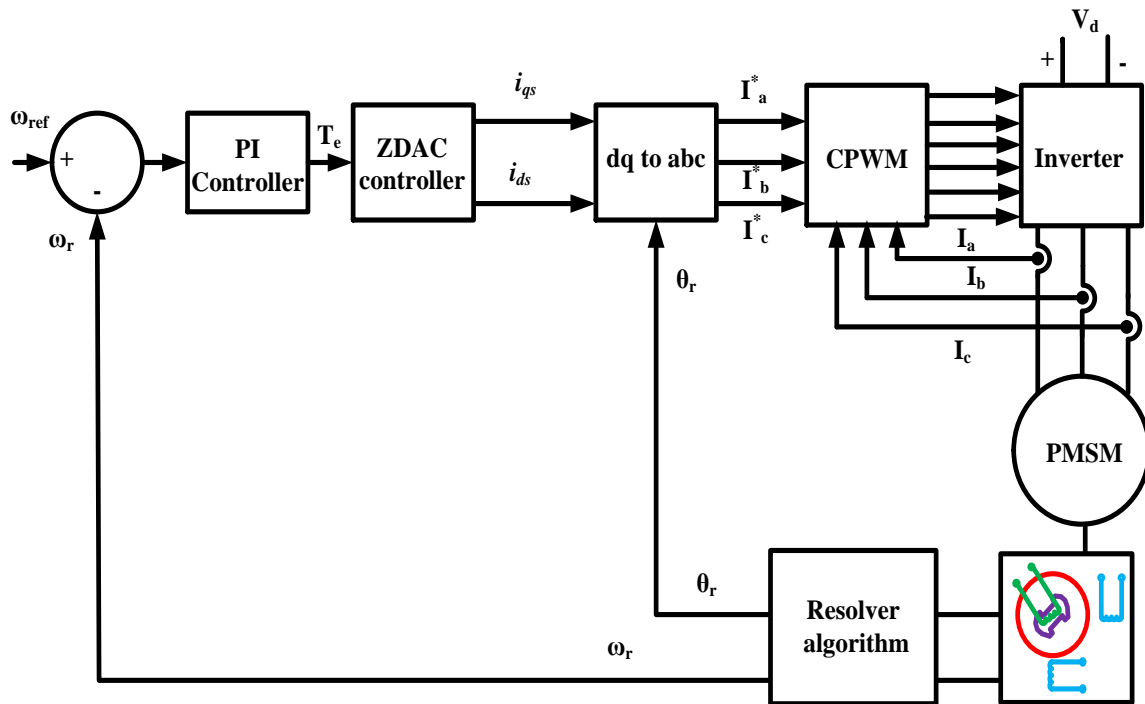 V_d
+ -
i_qs
I*_a
ω_ref
+
-
PI
Controller
T_e
ZDAC
controller
i_ds
dq to abc
I*_b
I*_c
CPWM
Inverter
ω_r
θ_r
I_a
I_b
I_c
PMSM
θ_r
Resolver
algorithm
ω_r